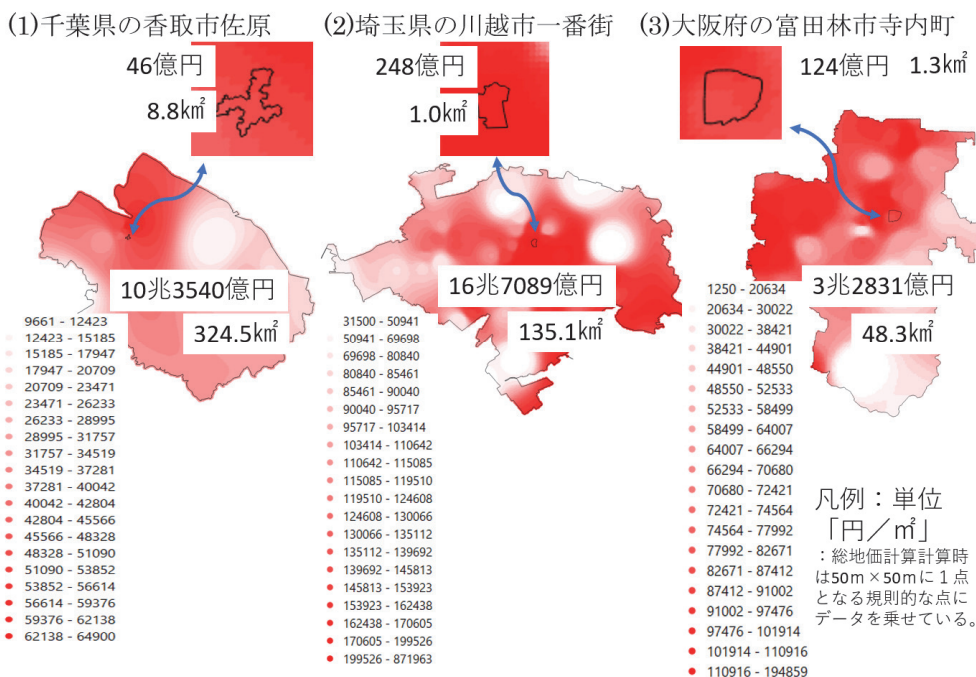 (1)千葉県の香取市佐原
46億円
8.8㎢
10兆3540億円
324.5㎢
9661 - 12423
12423 - 15185
15185 - 17947
17947 - 20709
20709 - 23471
23471 - 26233
26233 - 28995
28995 - 31757
31757 - 34519
34519 - 37281
37281 - 40042
40042 - 42804
42804 - 45566
45566 - 48328
48328 - 51090
51090 - 53852
53852 - 56614
56614 - 59376
59376 - 62138
62138 - 64900
(2)埼玉県の川越市一番街
248億円
1.0㎢
16兆7089億円
135.1㎢
31500 - 50941
50941 - 69698
69698 - 80840
80840 - 85461
85461 - 90040
90040 - 95717
95717 - 103414
103414 - 110642
110642 - 115085
115085 - 119510
119510 - 124608
124608 - 130066
130066 - 135112
135112 - 139692
139692 - 145813
145813 - 153923
153923 - 162438
162438 - 170605
170605 - 199526
199526 - 871963
(3)大阪府の富田林市寺内町
124億円 1.3㎢
3兆2831億円
48.3㎢
1250 - 20634
20634 - 30022
30022 - 38421
38421 - 44901
44901 - 48550
48550 - 52533
52533 - 58499
58499 - 64007
64007 - 66294
66294 - 70680
70680 - 72421
72421 - 74564
74564 - 77992
77992 - 82671
82671 - 87412
87412 - 91002
91002 - 97476
97476 - 101914
101914 - 110916
110916 - 194859
凡例：単位
「円／㎡」
：総地価計算計算時
は50m×50mに１点
となる規則的な点に
データを乗せている。